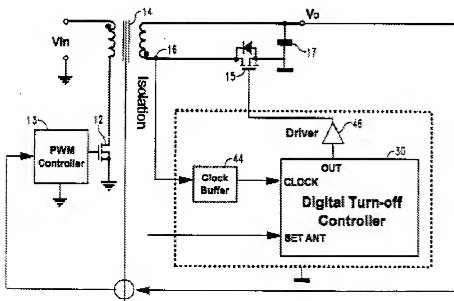 14
Vo
Vin
16
17
15
Isolation
12
13
PWM
Controller
Driver
46
30
OUT
44
Clock
Buffer
CLOCK
Digital Turn-off
Controller
SET ANT